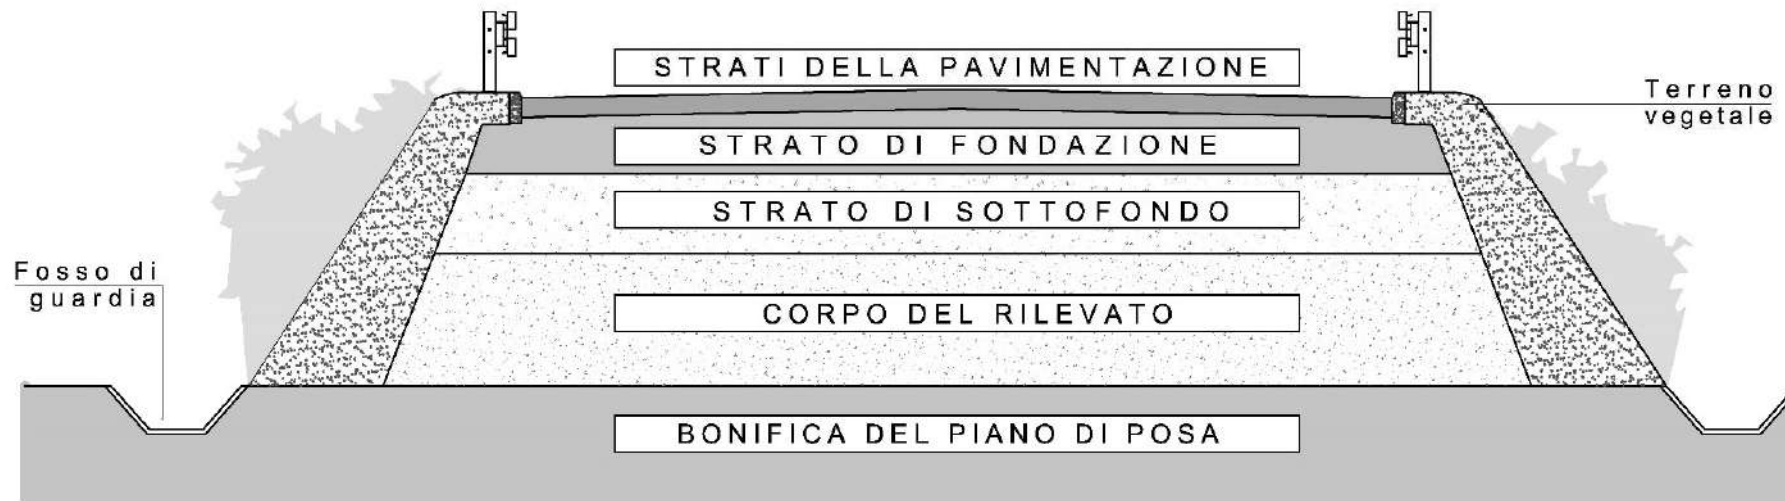 STRATI DELLA PAVIMENTAZIONE
Terreno
vegetale
STRATO DI FONDAZIONE
STRATO DI SOTTOFONDO
Fosso di
guardia
CORPO DEL RILEVATO
BONIFICA DEL PIANO DI POSA